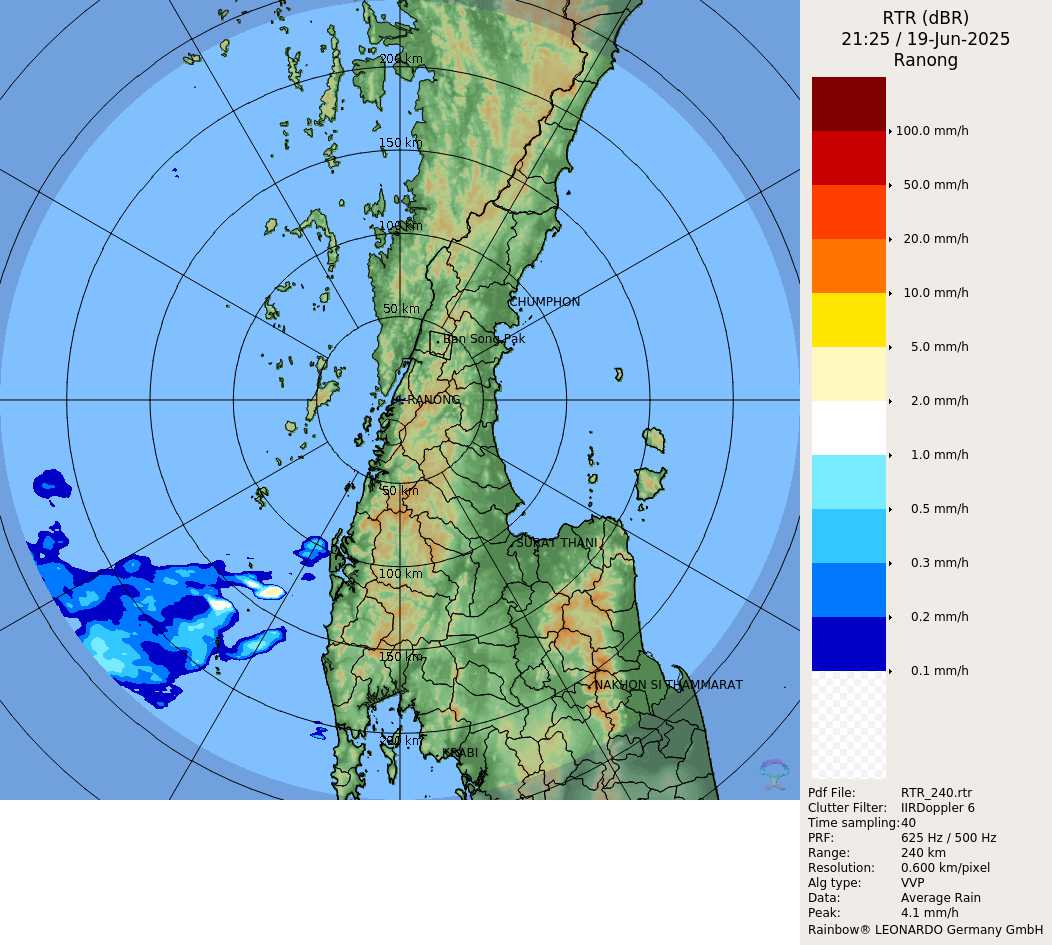 RTR (dBR)
21:25 / 19-Jun-2025
Ranong
200 km
150 km
100 km
50 km
CHUMPHON
Ban Song Pak
RANONG
50 km
SURAT THANI
100 km
150 km
NAKHON SI THAMMARAT
200 km
KRABI
100.0 mm/h
50.0 mm/h
20.0 mm/h
10.0 mm/h
5.0 mm/h
2.0 mm/h
1.0 mm/h
0.5 mm/h
0.3 mm/h
0.2 mm/h
0.1 mm/h
Pdf File: RTR_240.rtr
Clutter Filter: IIRDoppler 6
Time sampling: 40
PRF: 625 Hz / 500 Hz
Range: 240 km
Resolution: 0.600 km/pixel
Alg type: VVP
Data: Average Rain
Peak: 4.1 mm/h
Rainbow® LEONARDO Germany GmbH